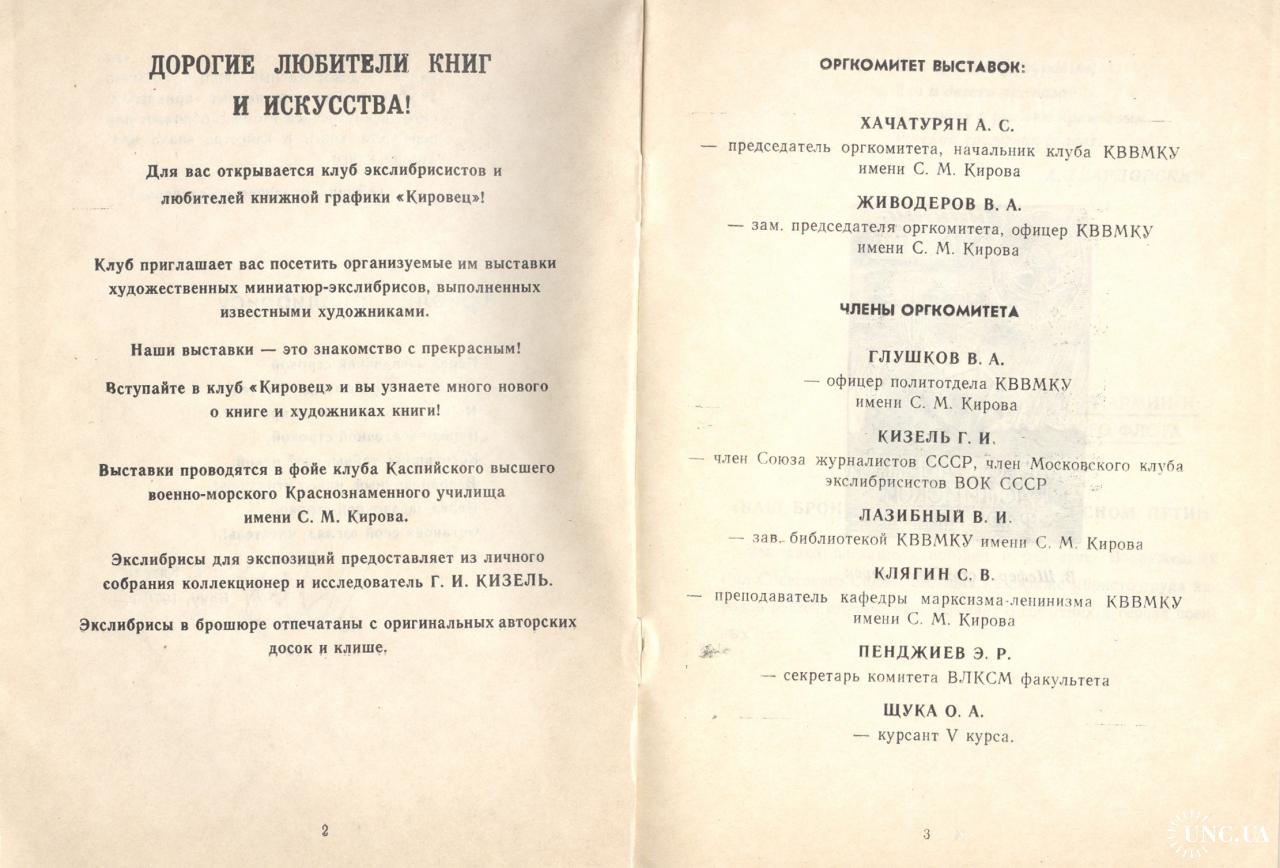 ДОРОГИЕ ЛЮБИТЕЛИ КНИГ
И ИСКУССТВА!
Для вас открывается клуб экслибрисистов и
любителей книжной графики «Кировец»!
Клуб приглашает вас посетить организуемые им выставки
художественных миниатюр-экслибрисов, выполненных
известными художниками.
Наши выставки — это знакомство с прекрасным!
Вступайте в клуб «Кировец» и вы узнаете много нового
о книге и художниках книги!
Выставки проводятся в фойе клуба Каспийского высшего
военно-морского Краснознаменного училища
имени С. М. Кирова.
Экслибрисы для экспозиций предоставляет из личного
собрания коллекционер и исследователь Г. И. КИЗЕЛЬ.
Экслибрисы в брошюре отпечатаны с оригинальных авторских
досок и клише.
2
ОРГКОМИТЕТ ВЫСТАВОК:
ХАЧАТУРЯН А. С.
— председатель оргкомитета, начальник клуба КВВМКУ
имени С. М. Кирова
ЖИВОДЕРОВ В. А.
— зам. председателя оргкомитета, офицер КВВМКУ
имени С. М. Кирова
ЧЛЕНЫ ОРГКОМИТЕТА
ГЛУШКОВ В. А.
— офицер политотдела КВВМКУ
имени С. М. Кирова
КИЗЕЛЬ Г. И.
— член Союза журналистов СССР, член Московского клуба
экслибрисистов ВОК СССР
ЛАЗИБНЫЙ В. И.
— зав. библиотекой КВВМКУ имени С. М. Кирова
КЛЯГИН С. В.
— преподаватель кафедры марксизма-ленинизма КВВМКУ
имени С. М. Кирова
ПЕНДЖИЕВ Э. Р.
— секретарь комитета ВЛКСМ факультета
ЩУКА О. А.
— курсант V курса.
3
UNC.UA